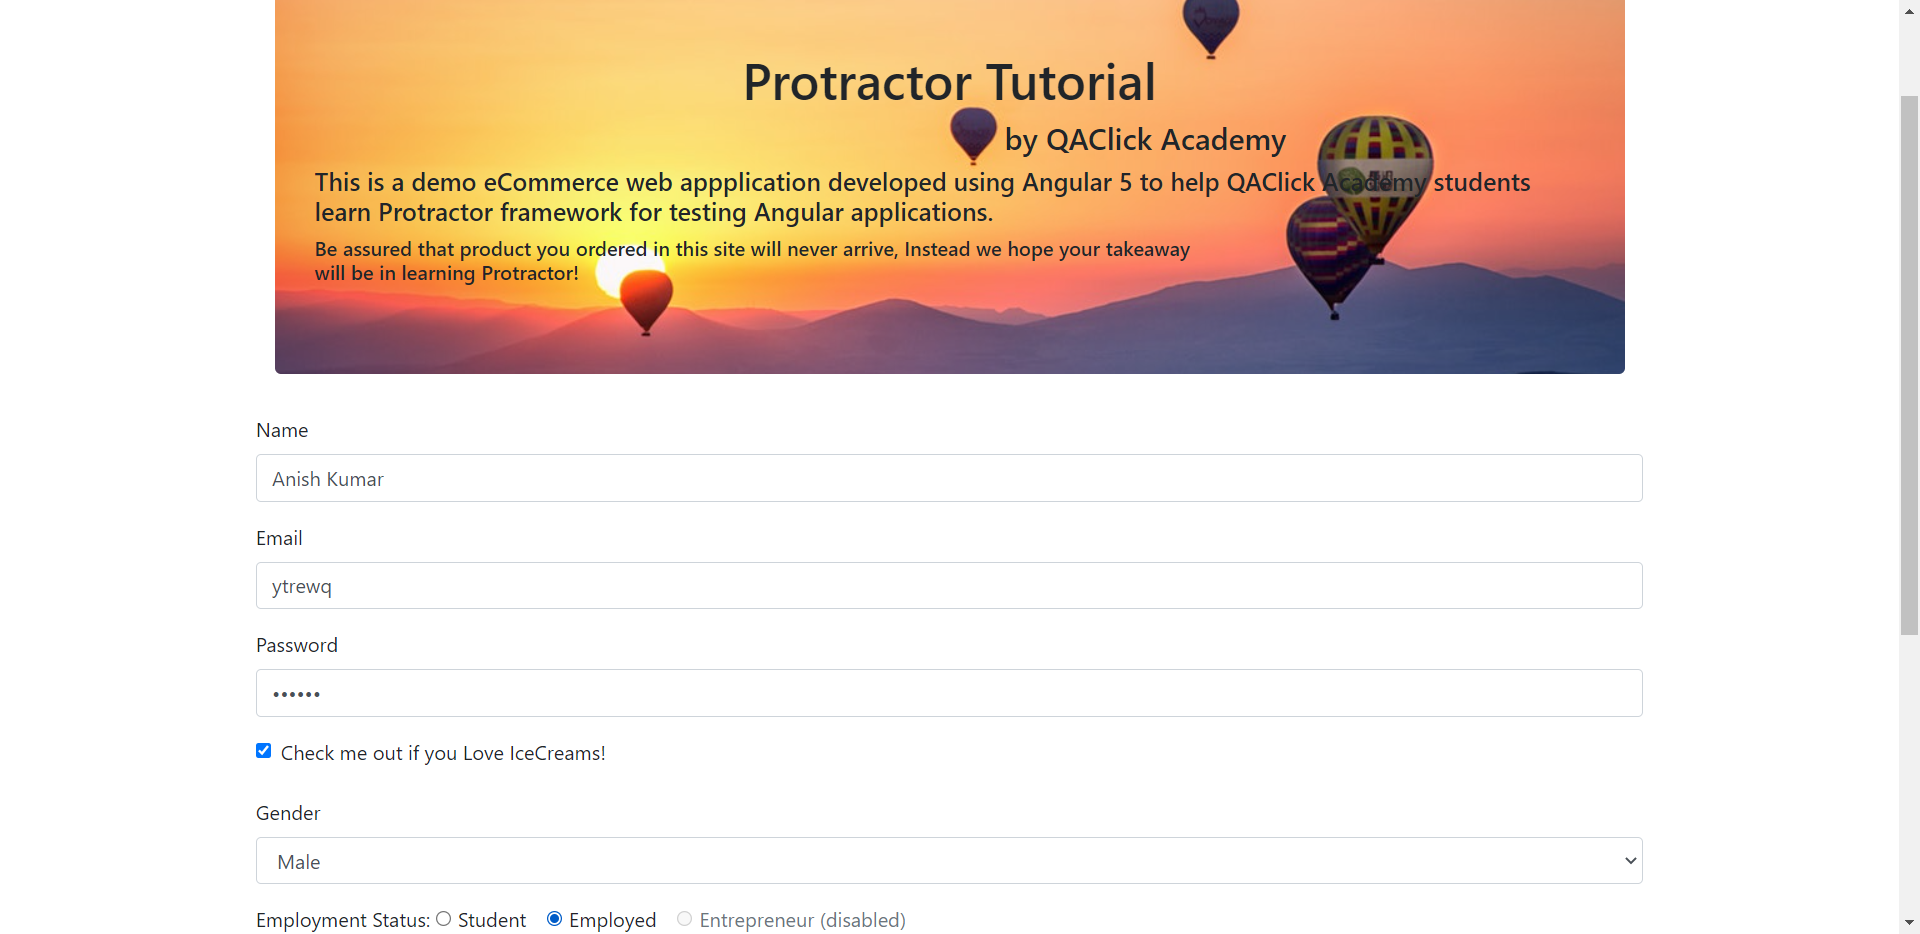 Protractor Tutorial
by QAClick Academy
This is a demo eCommerce web appplication developed using Angular 5 to help QAClick Academy students
learn Protractor framework for testing Angular applications.
Be assured that product you ordered in this site will never arrive, Instead we hope your takeaway
will be in learning Protractor!
Name
Anish Kumar
Email
ytrewq
Password
••••••
Check me out if you Love IceCreams!
Gender
Male
Employment Status: Student Employed Entrepreneur (disabled)